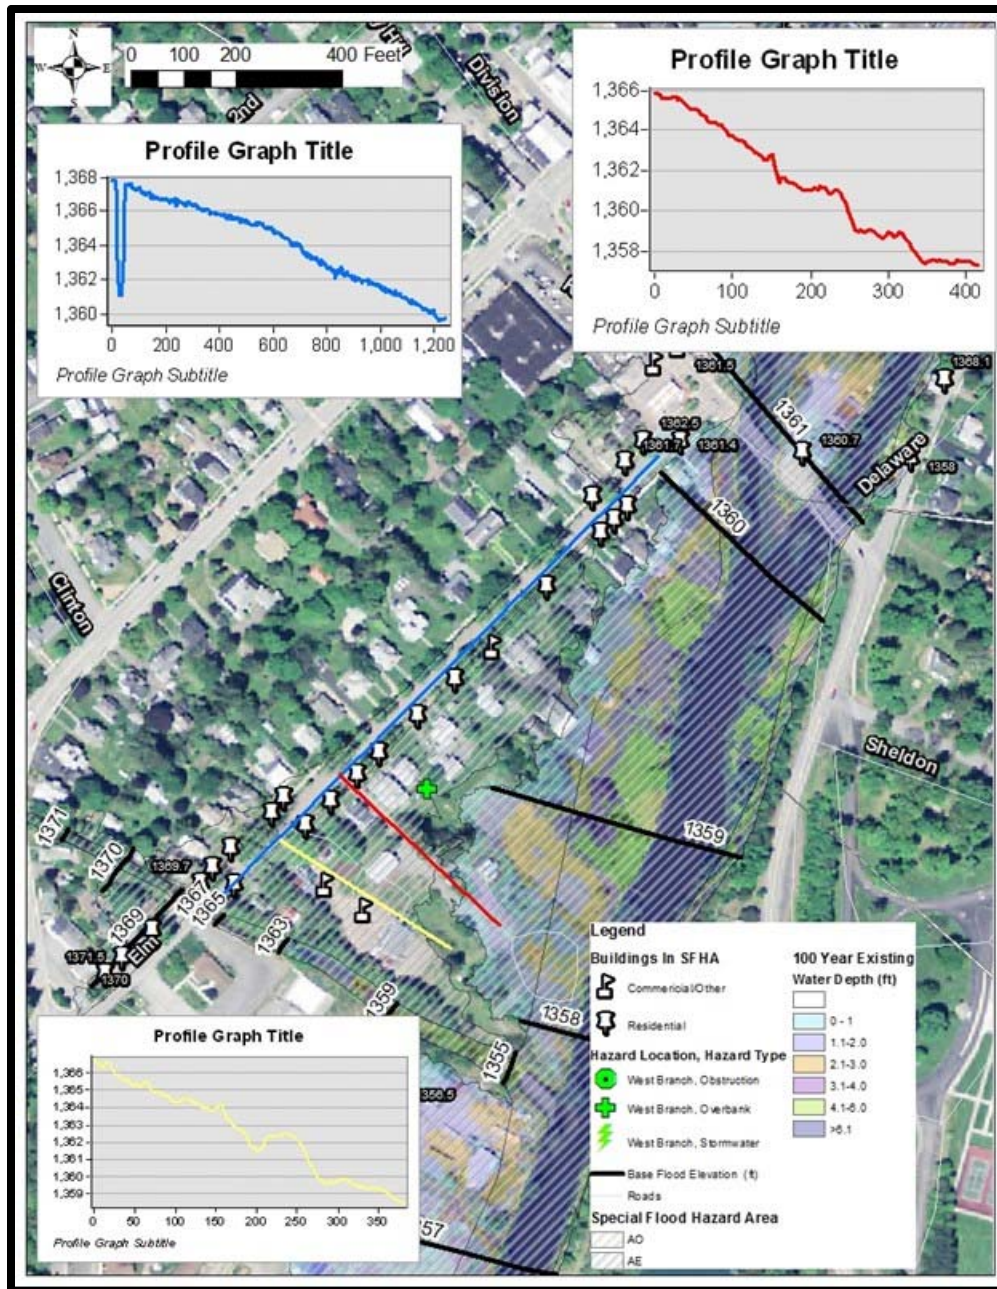 N
W E
S
0 100 200 400 Feet
2nd
Division
Profile Graph Title
1,366
1,364
1,362
1,360
1,358
0 100 200 300 400
Profile Graph Subtitle
Profile Graph Title
1,368
1,366
1,364
1,362
1,360
0 200 400 600 800 1,000 1,200
Profile Graph Subtitle
1361.5
1368.1
1361
1362.5
1361.7
1361.4
1360.7
1358
Delaware
1360
Clinton
Sheldon
1359
1371
1370
1369.7
1367
1365
1369
Elm
1371.5
1370
1363
1359
1358
1355
1356.5
57
Profile Graph Title
1,366
1,365
1,364
1,363
1,362
1,361
1,360
1,359
0 50 100 150 200 250 300 350
Profile Graph Subtitle
Legend
Buildings In SFHA
Commericial/Other
Residential
Hazard Location, Hazard Type
West Branch, Obstruction
West Branch, Overbank
West Branch, Stormwater
Base Flood Elevation (ft)
Roads
Special Flood Hazard Area
AO
AE
100 Year Existing
Water Depth (ft)
0 - 1
1.1-2.0
2.1-3.0
3.1-4.0
4.1-6.0
>6.1